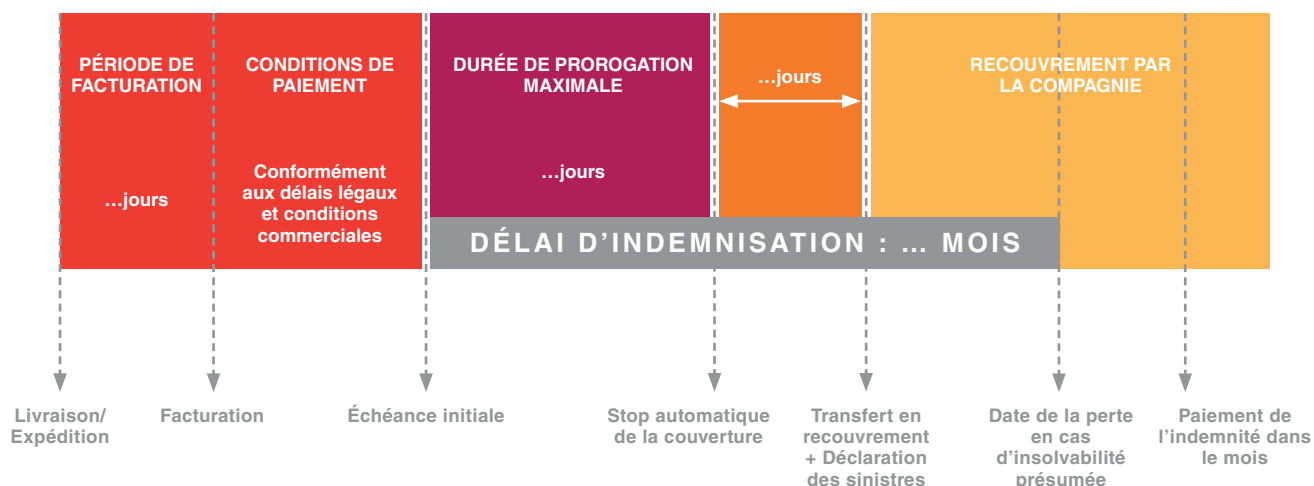 PÉRIODE DE
FACTURATION
…jours
CONDITIONS DE
PAIEMENT
Conformément
aux délais légaux
et conditions
commerciales
DURÉE DE PROROGATION
MAXIMALE
…jours
…jours
RECOUVREMENT PAR
LA COMPAGNIE
DÉLAI D’INDEMNISATION : … MOIS
Livraison/
Expédition
Facturation
Échéance initiale
Stop automatique
de la couverture
Transfert en
recouvrement
+ Déclaration
des sinistres
Date de la perte
en cas
d’insolvabilité
présumée
Paiement de
l’indemnité dans
le mois